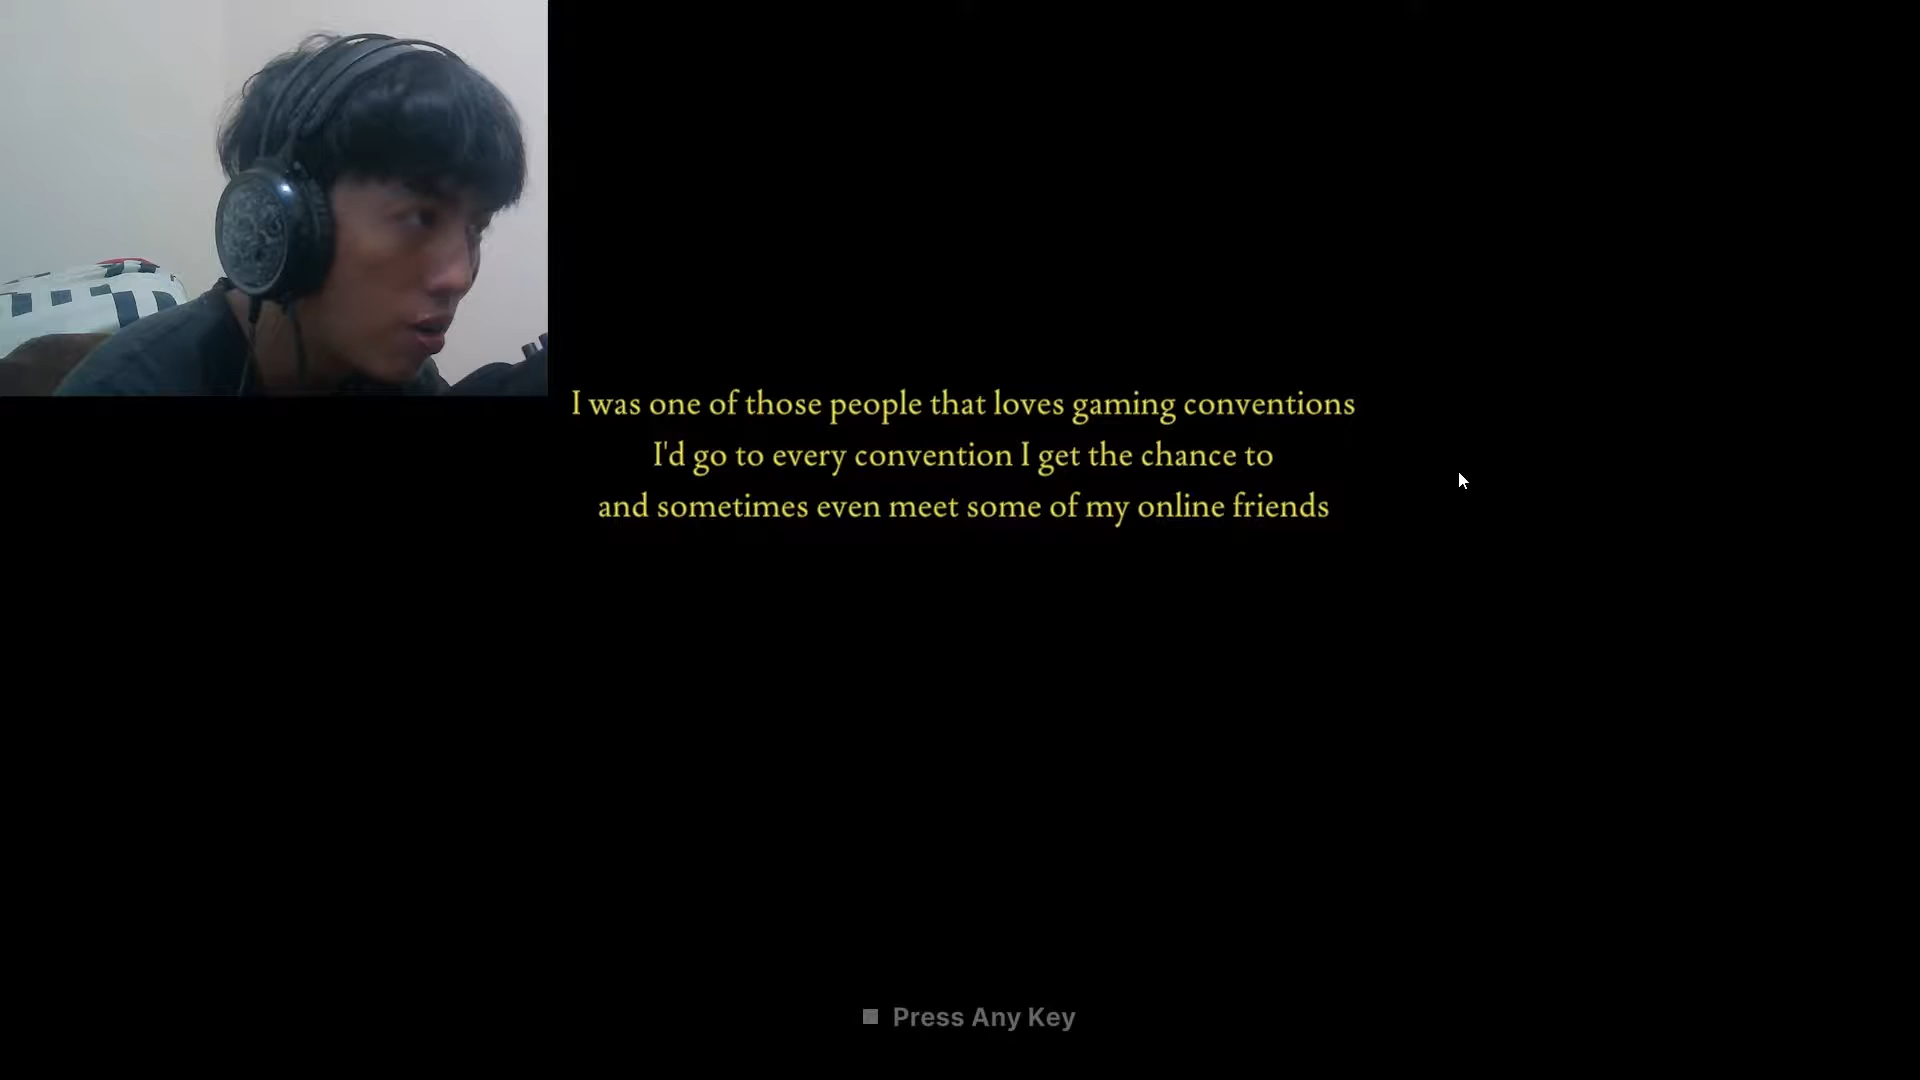 I was one of those people that loves gaming conventions
I'd go to every convention I get the chance to
and sometimes even meet some of my online friends
Press Any Key